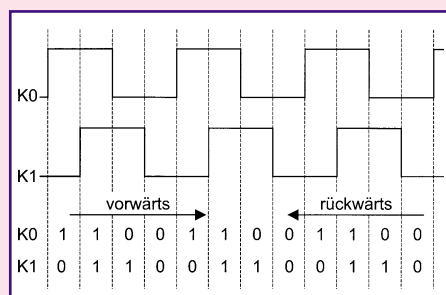 K0
K1
vorwärts rückwärts
K0 1 1 0 0 1 1 0 0 1 1 0 0
K1 0 1 1 0 0 1 1 0 0 1 1 0